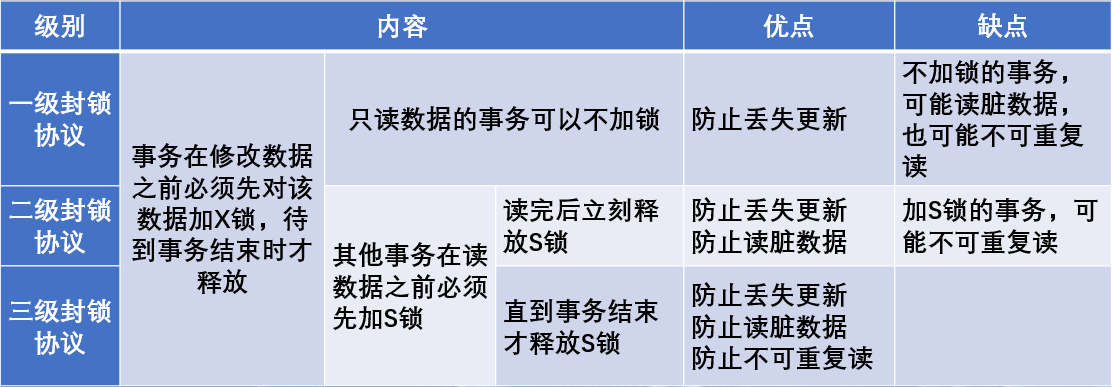 级别
内容
优点
缺点
一级封锁
协议
事务在修改数据
之前必须先对该
数据加X锁，待
到事务结束时才
释放
只读数据的事务可以不加锁
防止丢失更新
不加锁的事务，
可能读脏数据，
也可能不可重复
读
二级封锁
协议
其他事务在读
数据之前必须
先加S锁
读完后立刻释
放S锁
防止丢失更新
防止读脏数据
加S锁的事务，可
能不可重复读
三级封锁
协议
直到事务结束
才释放S锁
防止丢失更新
防止读脏数据
防止不可重复读